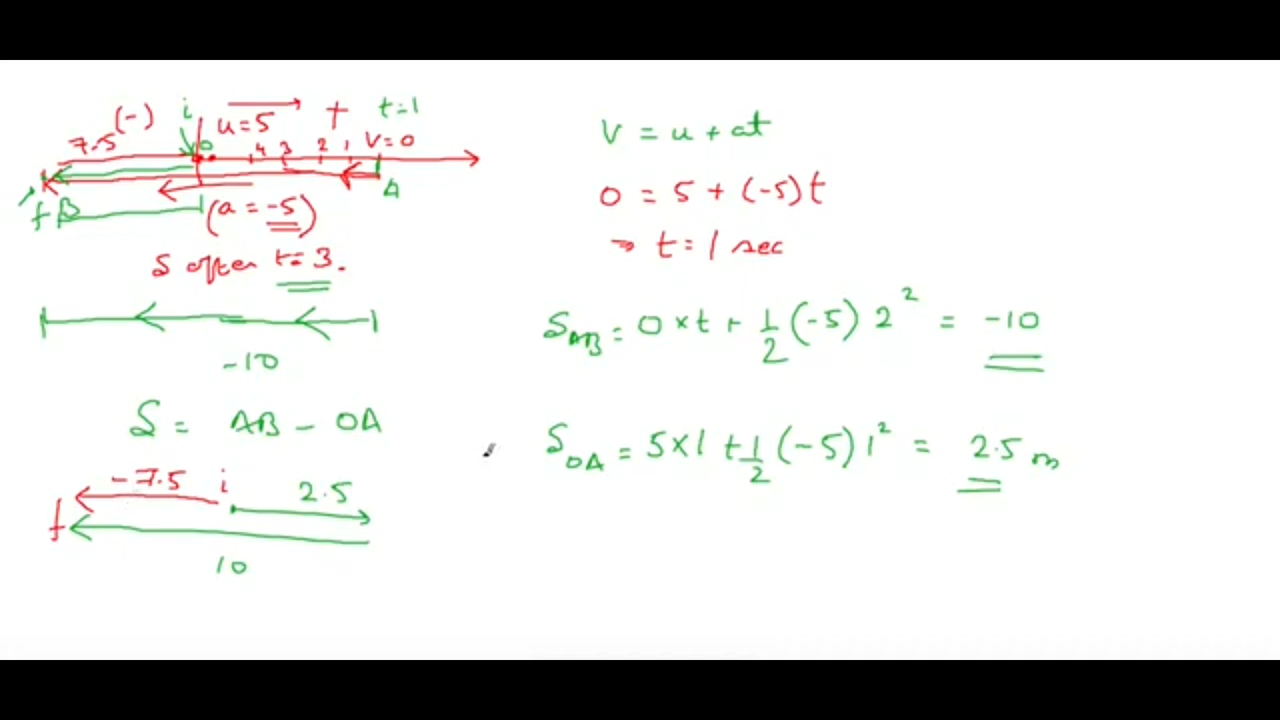 (-) i u=5 + t=1
7.5 0 4 3 2 1 V=0
A
f B (a = -5)
S after t=3.
-10
S = AB - OA
-7.5 i 2.5
f
10
V = u + at
0 = 5 + (-5)t
→ t = 1 sec
S_AB = 0×t + 1/2 (-5) 2² = -10
S_OA = 5×1 + 1/2 (-5) 1² = 2.5 m